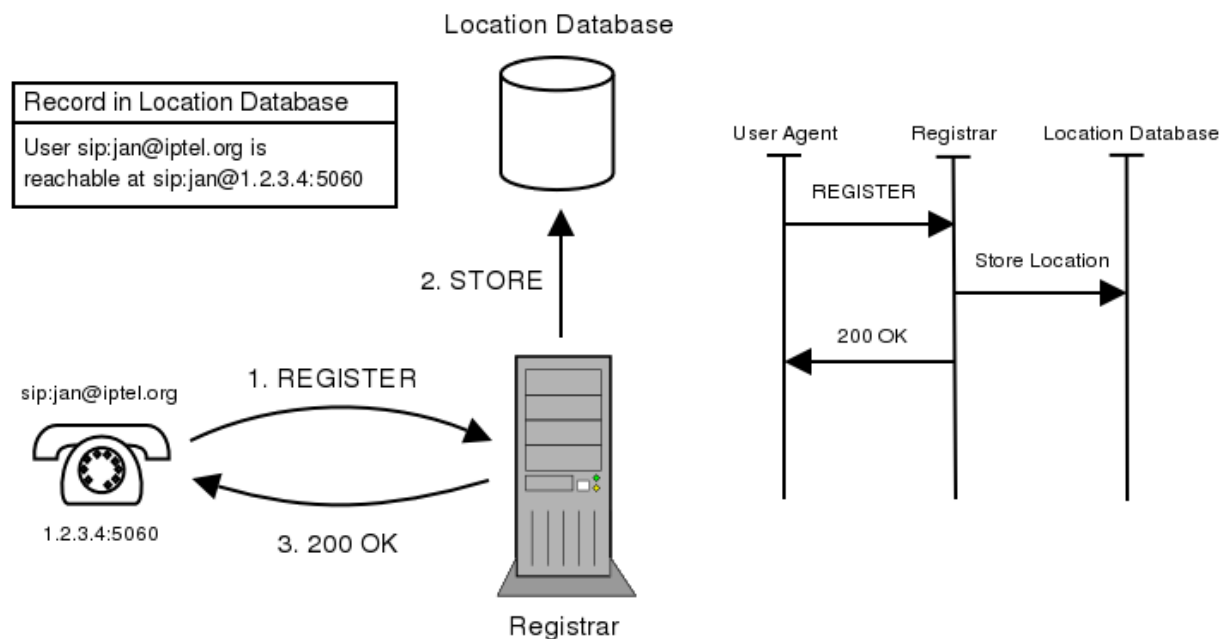 Location Database
Record in Location Database
User sip:jan@iptel.org is
reachable at sip:jan@1.2.3.4:5060
2. STORE
1. REGISTER
sip:jan@iptel.org
1.2.3.4:5060
3. 200 OK
Registrar
User Agent
Registrar
Location Database
REGISTER
Store Location
200 OK